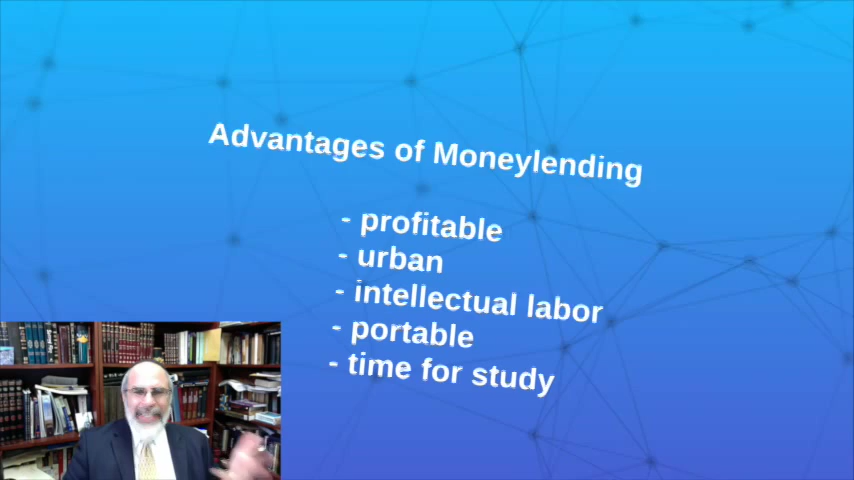 Advantages of Moneylending
- profitable
- urban
- intellectual labor
- portable
- time for study